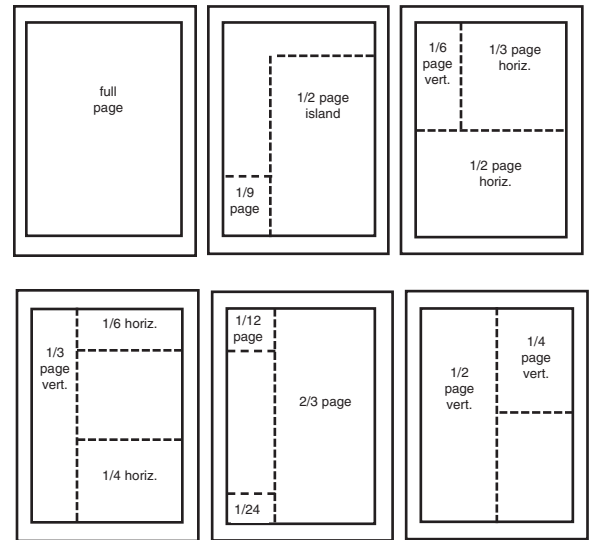 full
page
1/2 page
island
1/9
page
1/6
page
vert.
1/3 page
horiz.
1/2 page
horiz.
1/3
page
vert.
1/6 horiz.
1/4 horiz.
1/12
page
2/3 page
1/24
1/2
page
vert.
1/4
page
vert.